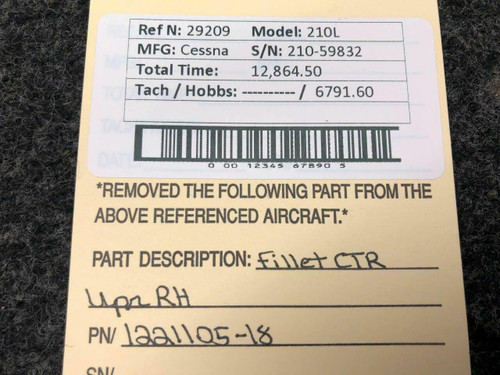 Ref N: 29209 Model: 210L
MFG: Cessna S/N: 210-59832
Total Time: 12,864.50
Tach / Hobbs: ---------- / 6791.60
0 00 12345 67890 5
*REMOVED THE FOLLOWING PART FROM THE
ABOVE REFERENCED AIRCRAFT.*
PART DESCRIPTION: Fillet CTR
Upr RH
PN/ 1221105-18
SN/